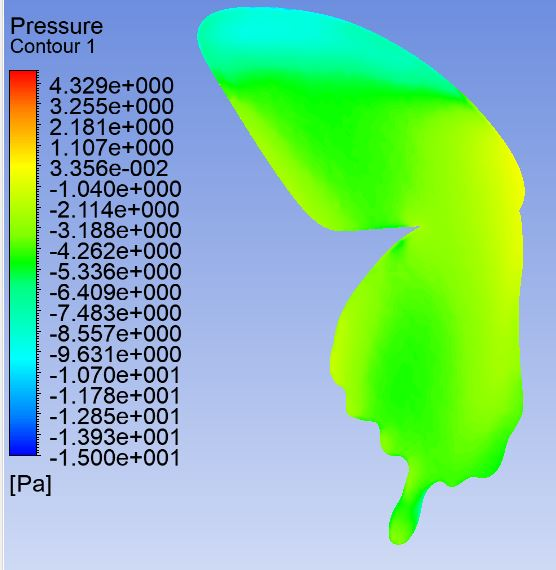 Pressure
Contour 1
4.329e+000
3.255e+000
2.181e+000
1.107e+000
3.356e-002
-1.040e+000
-2.114e+000
-3.188e+000
-4.262e+000
-5.336e+000
-6.409e+000
-7.483e+000
-8.557e+000
-9.631e+000
-1.070e+001
-1.178e+001
-1.285e+001
-1.393e+001
-1.500e+001
[Pa]